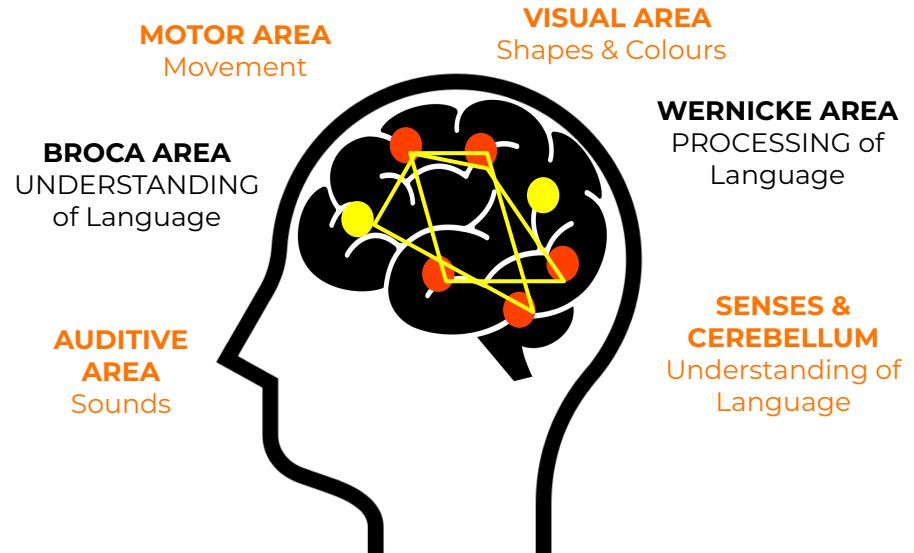 MOTOR AREA
Movement
VISUAL AREA
Shapes & Colours
BROCA AREA
UNDERSTANDING
of Language
WERNICKE AREA
PROCESSING of
Language
AUDITIVE
AREA
Sounds
SENSES &
CEREBELLUM
Understanding of
Language